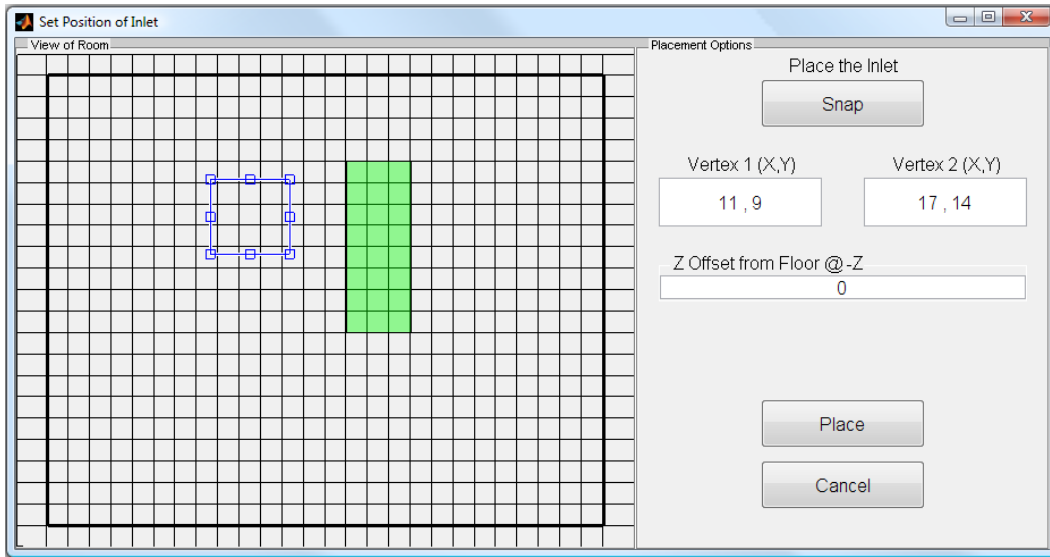 Set Position of Inlet
View of Room
Placement Options
Place the Inlet
Snap
Vertex 1 (X,Y)
Vertex 2 (X,Y)
11 , 9
17 , 14
Z Offset from Floor @ -Z
0
Place
Cancel